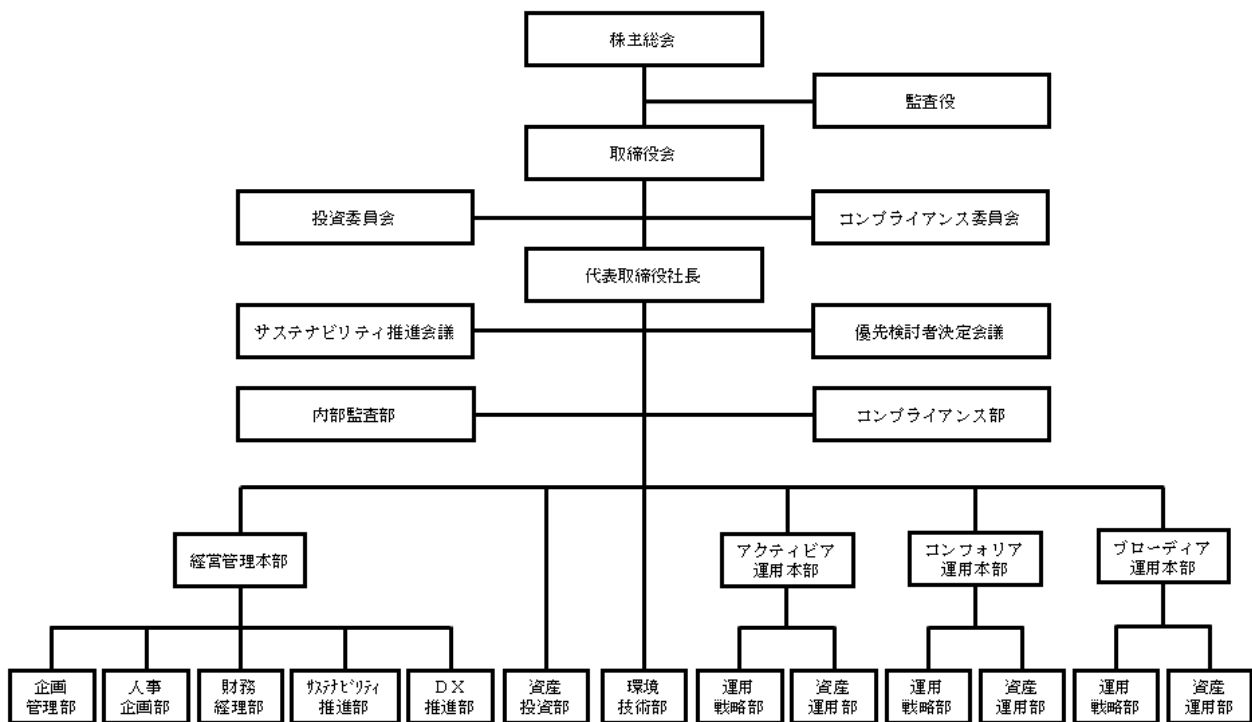 株主総会
監査役
取締役会
投資委員会
コンプライアンス委員会
代表取締役社長
サステナビリティ推進会議
優先検討者決定会議
内部監査部
コンプライアンス部
経営管理本部
アクティビア
運用本部
コンフォリア
運用本部
ブローディア
運用本部
企画
管理部
人事
企画部
財務
経理部
ｻｽﾃﾅﾋﾞﾘﾃｨ
推進部
ＤＸ
推進部
資産
投資部
環境
技術部
運用
戦略部
資産
運用部
運用
戦略部
資産
運用部
運用
戦略部
資産
運用部